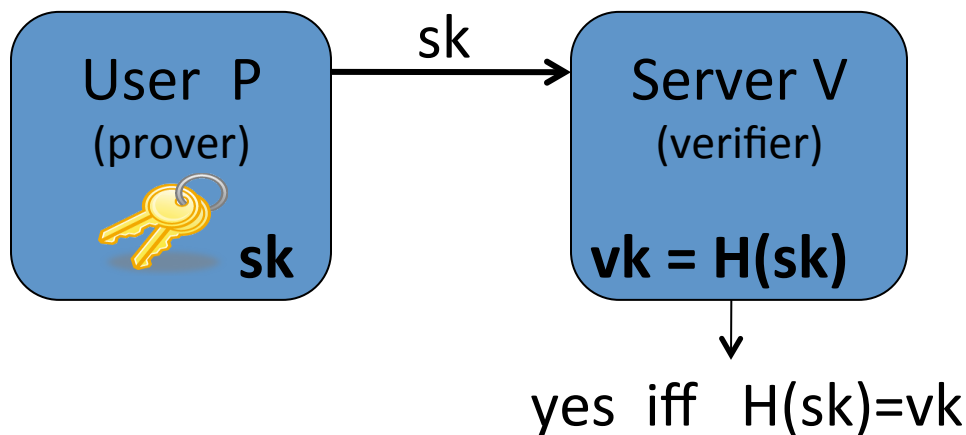 sk
User P
(prover)
sk
Server V
(verifier)
vk = H(sk)
yes iff H(sk)=vk